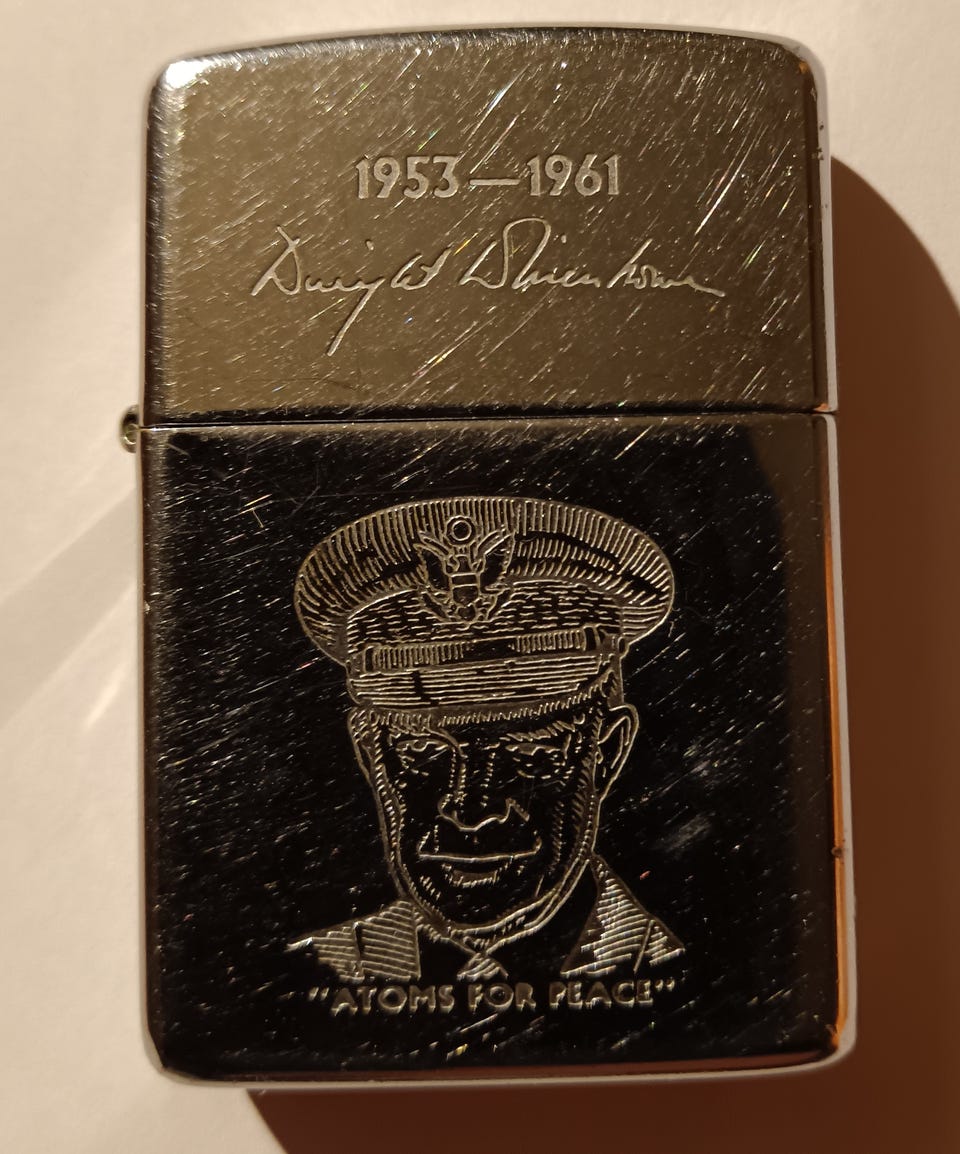 1953—1961
Dwight D Eisenhower
"ATOMS FOR PEACE"